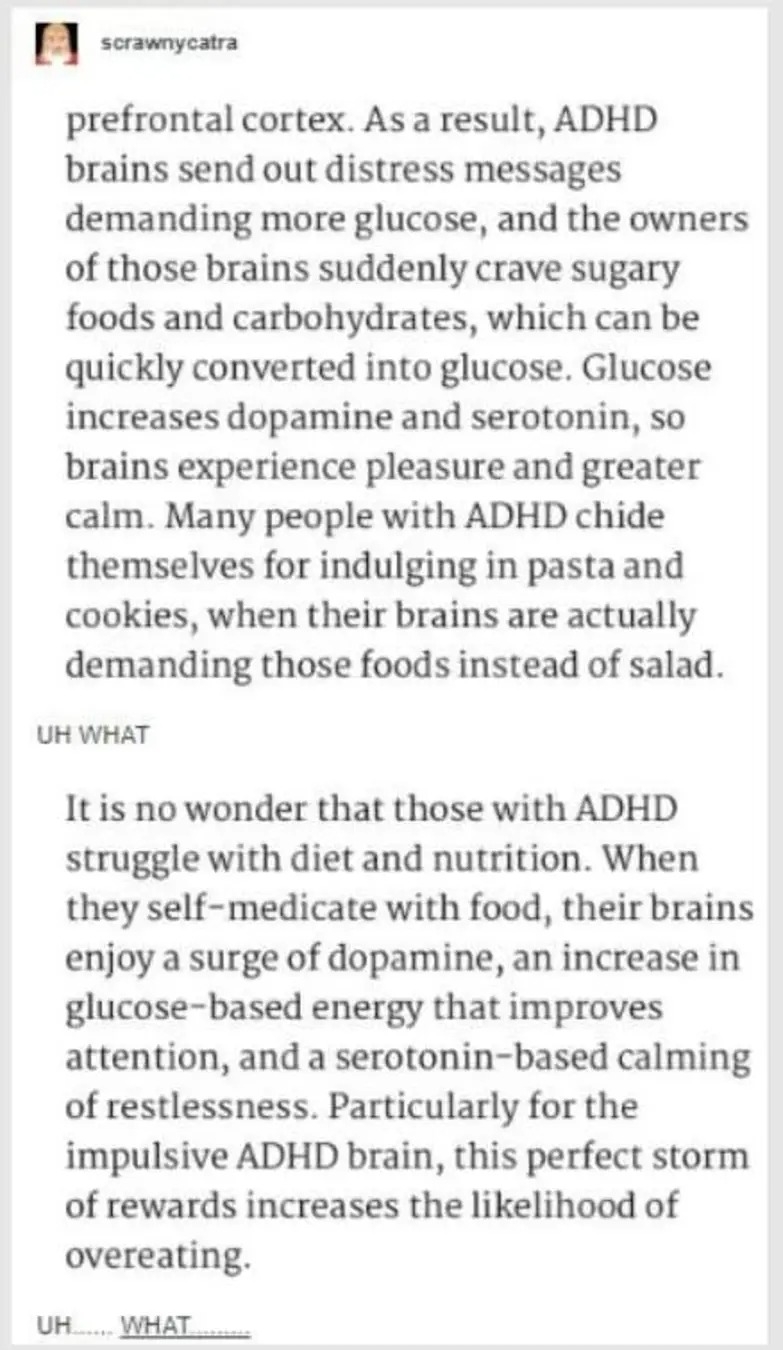 scrawnycatra
prefrontal cortex. As a result, ADHD
brains send out distress messages
demanding more glucose, and the owners
of those brains suddenly crave sugary
foods and carbohydrates, which can be
quickly converted into glucose. Glucose
increases dopamine and serotonin, so
brains experience pleasure and greater
calm. Many people with ADHD chide
themselves for indulging in pasta and
cookies, when their brains are actually
demanding those foods instead of salad.
UH WHAT
It is no wonder that those with ADHD
struggle with diet and nutrition. When
they self-medicate with food, their brains
enjoy a surge of dopamine, an increase in
glucose-based energy that improves
attention, and a serotonin-based calming
of restlessness. Particularly for the
impulsive ADHD brain, this perfect storm
of rewards increases the likelihood of
overeating.
UH...... WHAT.........